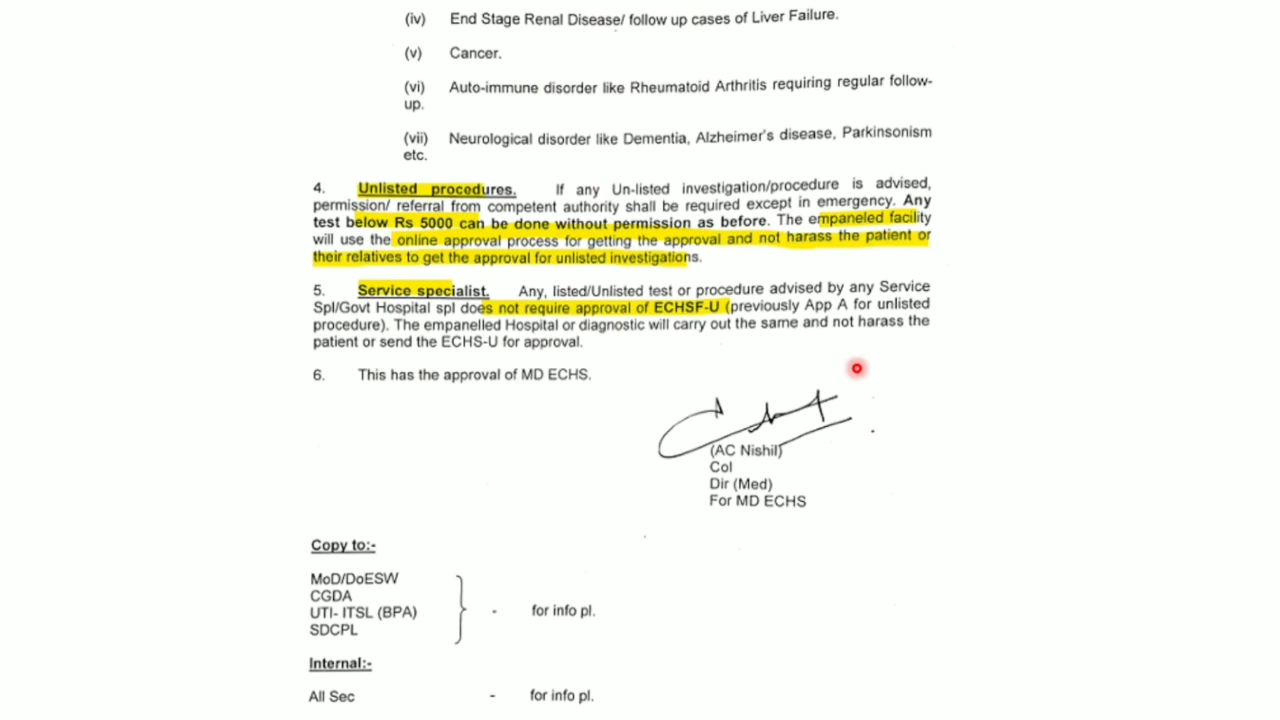 (iv) End Stage Renal Disease/ follow up cases of Liver Failure.
(v) Cancer.
(vi) Auto-immune disorder like Rheumatoid Arthritis requiring regular follow-
up.
(vii) Neurological disorder like Dementia, Alzheimer's disease, Parkinsonism
etc.
4. Unlisted procedures. If any Un-listed investigation/procedure is advised,
permission/ referral from competent authority shall be required except in emergency. Any
test below Rs 5000 can be done without permission as before. The empaneled facility
will use the online approval process for getting the approval and not harass the patient or
their relatives to get the approval for unlisted investigations.
5. Service specialist. Any, listed/Unlisted test or procedure advised by any Service
Spl/Govt Hospital spl does not require approval of ECHSF-U (previously App A for unlisted
procedure). The empanelled Hospital or diagnostic will carry out the same and not harass the
patient or send the ECHS-U for approval.
6. This has the approval of MD ECHS.
(AC Nishil)
Col
Dir (Med)
For MD ECHS
Copy to:-
MoD/DoESW
CGDA
UTI- ITSL (BPA) - for info pl.
SDCPL
Internal:-
All Sec - for info pl.